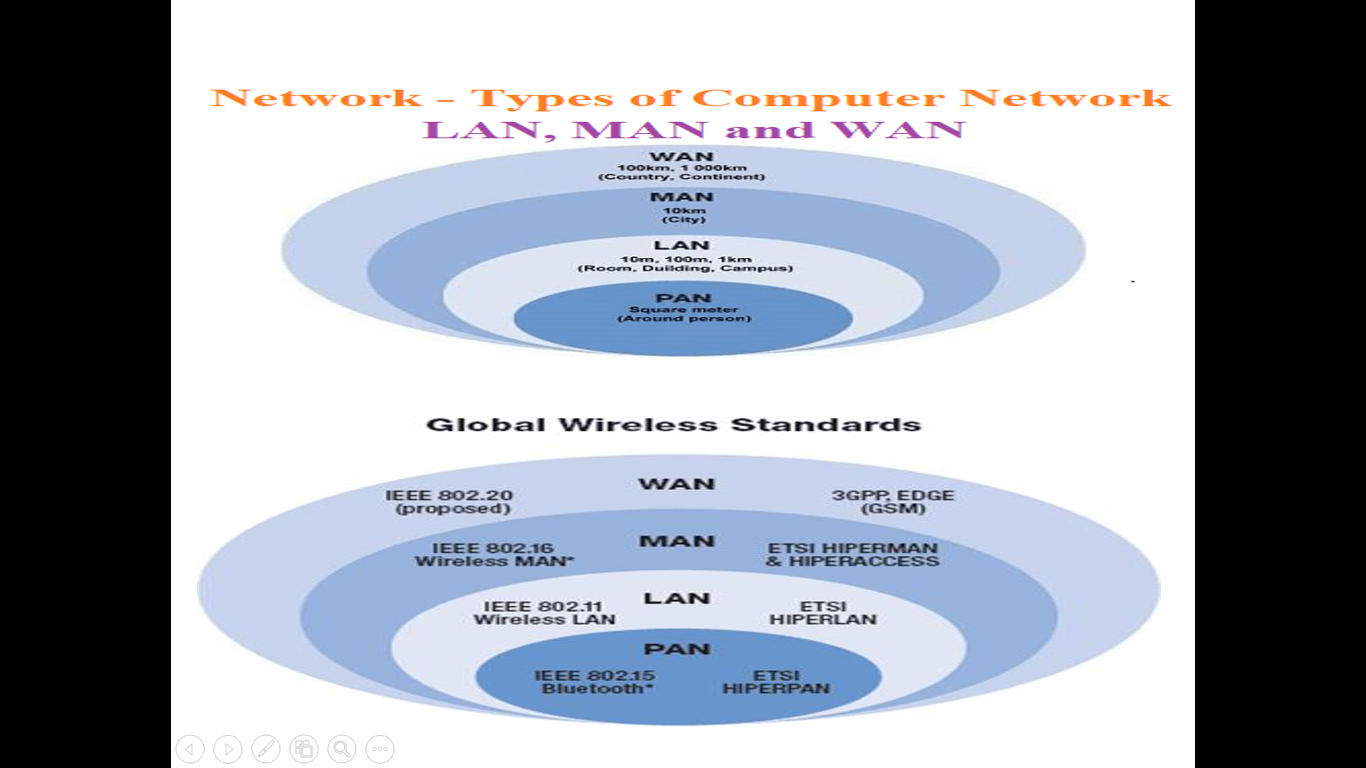 Network - Types of Computer Network
LAN, MAN and WAN
WAN
100km, 1 000km
(Country, Continent)
MAN
10km
(City)
LAN
10m, 100m, 1km
(Room, Duilding, Campus)
PAN
Square meter
(Around person)
Global Wireless Standards
WAN
IEEE 802.20
(proposed)
3GPP, EDGE
(GSM)
MAN
IEEE 802.16
Wireless MAN*
ETSI HIPERMAN
& HIPERACCESS
LAN
IEEE 802.11
Wireless LAN
ETSI
HIPERLAN
PAN
IEEE 802.15
Bluetooth*
ETSI
HIPERPAN